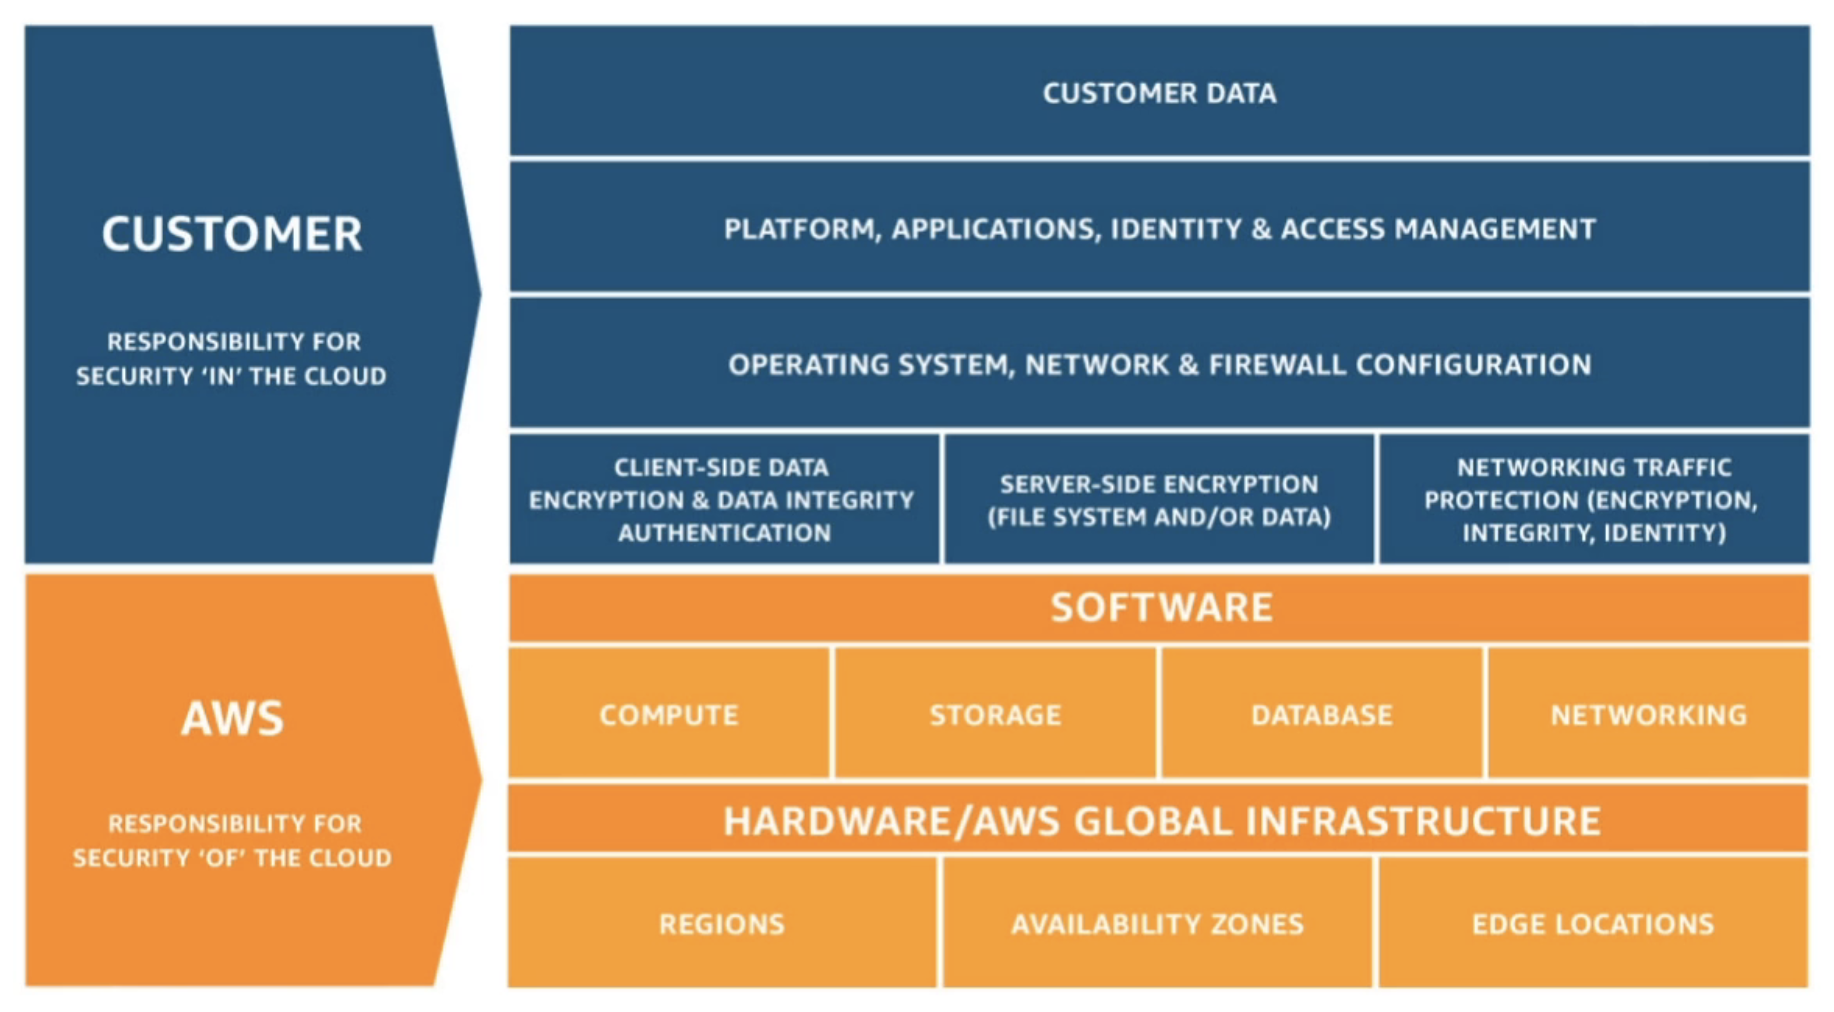 CUSTOMER
RESPONSIBILITY FOR
SECURITY ‘IN’ THE CLOUD
CUSTOMER DATA
PLATFORM, APPLICATIONS, IDENTITY & ACCESS MANAGEMENT
OPERATING SYSTEM, NETWORK & FIREWALL CONFIGURATION
CLIENT-SIDE DATA
ENCRYPTION & DATA INTEGRITY
AUTHENTICATION
SERVER-SIDE ENCRYPTION
(FILE SYSTEM AND/OR DATA)
NETWORKING TRAFFIC
PROTECTION (ENCRYPTION,
INTEGRITY, IDENTITY)
AWS
RESPONSIBILITY FOR
SECURITY ‘OF’ THE CLOUD
SOFTWARE
COMPUTE
STORAGE
DATABASE
NETWORKING
HARDWARE/AWS GLOBAL INFRASTRUCTURE
REGIONS
AVAILABILITY ZONES
EDGE LOCATIONS